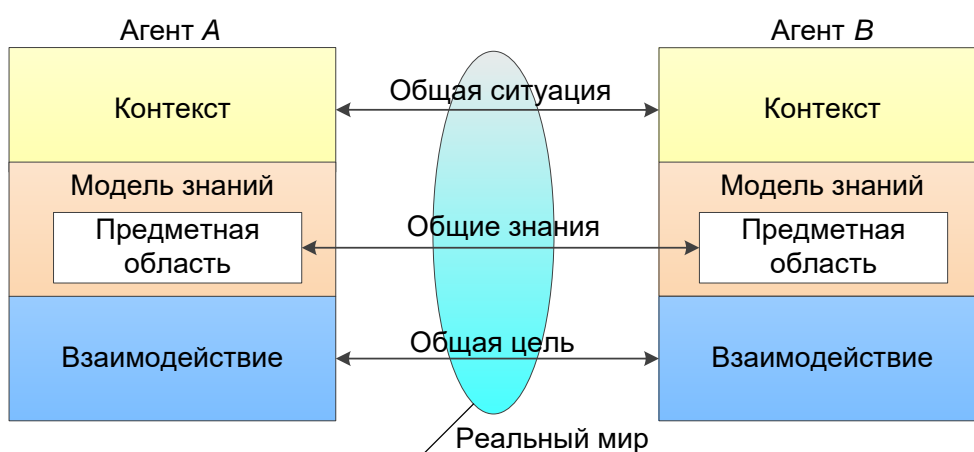 Агент A
Агент B
Контекст
Общая ситуация
Контекст
Модель знаний
Модель знаний
Предметная
область
Общие знания
Предметная
область
Взаимодействие
Общая цель
Взаимодействие
Реальный мир